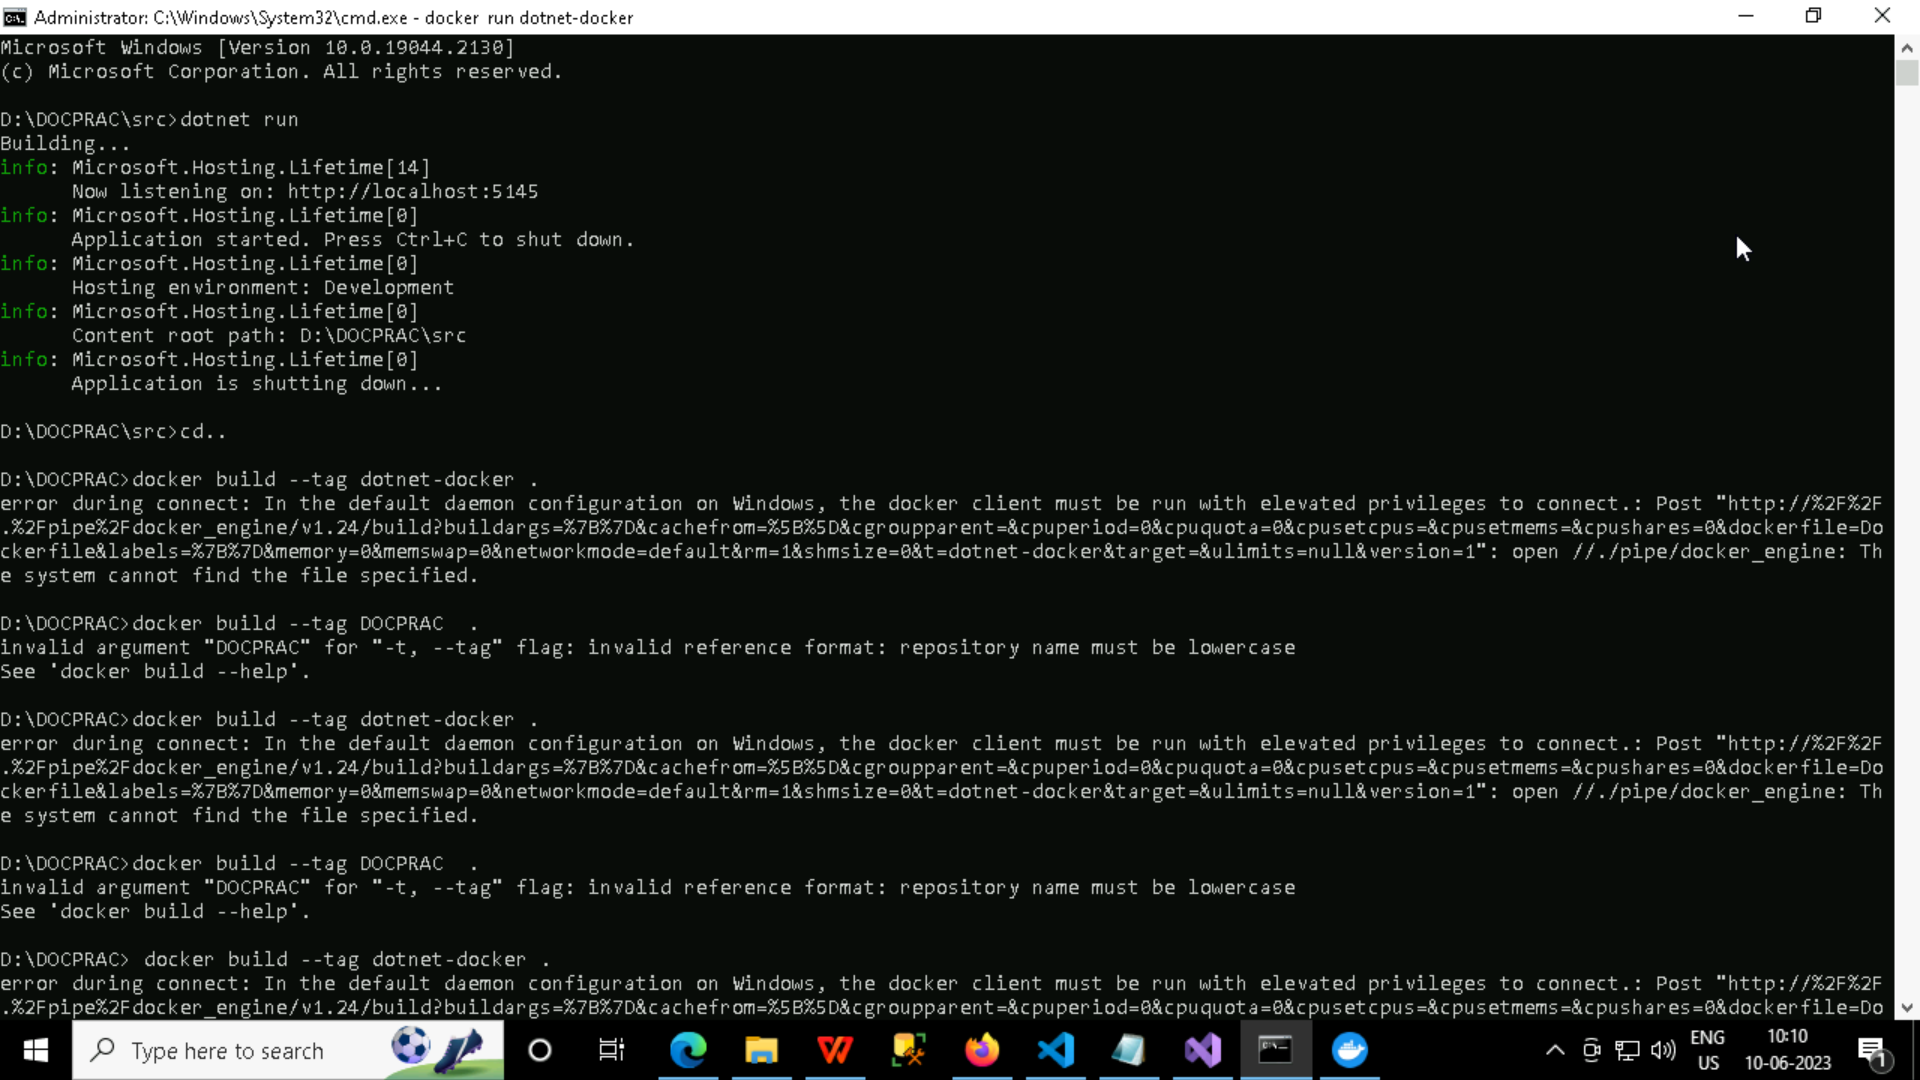 Administrator: C:\Windows\System32\cmd.exe - docker run dotnet-docker
Microsoft Windows [Version 10.0.19044.2130]
(c) Microsoft Corporation. All rights reserved.
D:\DOCPRAC\src>dotnet run
Building...
info: Microsoft.Hosting.Lifetime[14]
Now listening on: http://localhost:5145
info: Microsoft.Hosting.Lifetime[0]
Application started. Press Ctrl+C to shut down.
info: Microsoft.Hosting.Lifetime[0]
Hosting environment: Development
info: Microsoft.Hosting.Lifetime[0]
Content root path: D:\DOCPRAC\src
info: Microsoft.Hosting.Lifetime[0]
Application is shutting down...
D:\DOCPRAC\src>cd..
D:\DOCPRAC>docker build --tag dotnet-docker .
error during connect: In the default daemon configuration on Windows, the docker client must be run with elevated privileges to connect.: Post "http://%2F%2F
.%2Fpipe%2Fdocker_engine/v1.24/build?buildargs=%7B%7D&cachefrom=%5B%5D&cgroupparent=&cpuperiod=0&cpuquota=0&cpusetcpus=&cpusetmems=&cpushares=0&dockerfile=Do
ckerfile&labels=%7B%7D&memory=0&memswap=0&networkmode=default&rm=1&shmsize=0&t=dotnet-docker&target=&ulimits=null&version=1": open //./pipe/docker_engine: Th
e system cannot find the file specified.
D:\DOCPRAC>docker build --tag DOCPRAC  .
invalid argument "DOCPRAC" for "-t, --tag" flag: invalid reference format: repository name must be lowercase
See 'docker build --help'.
D:\DOCPRAC>docker build --tag dotnet-docker .
error during connect: In the default daemon configuration on Windows, the docker client must be run with elevated privileges to connect.: Post "http://%2F%2F
.%2Fpipe%2Fdocker_engine/v1.24/build?buildargs=%7B%7D&cachefrom=%5B%5D&cgroupparent=&cpuperiod=0&cpuquota=0&cpusetcpus=&cpusetmems=&cpushares=0&dockerfile=Do
ckerfile&labels=%7B%7D&memory=0&memswap=0&networkmode=default&rm=1&shmsize=0&t=dotnet-docker&target=&ulimits=null&version=1": open //./pipe/docker_engine: Th
e system cannot find the file specified.
D:\DOCPRAC>docker build --tag DOCPRAC  .
invalid argument "DOCPRAC" for "-t, --tag" flag: invalid reference format: repository name must be lowercase
See 'docker build --help'.
D:\DOCPRAC> docker build --tag dotnet-docker .
error during connect: In the default daemon configuration on Windows, the docker client must be run with elevated privileges to connect.: Post "http://%2F%2F
.%2Fpipe%2Fdocker_engine/v1.24/build?buildargs=%7B%7D&cachefrom=%5B%5D&cgroupparent=&cpuperiod=0&cpuquota=0&cpusetcpus=&cpusetmems=&cpushares=0&dockerfile=Do
Type here to search
ENG
US
10:10
10-06-2023
1